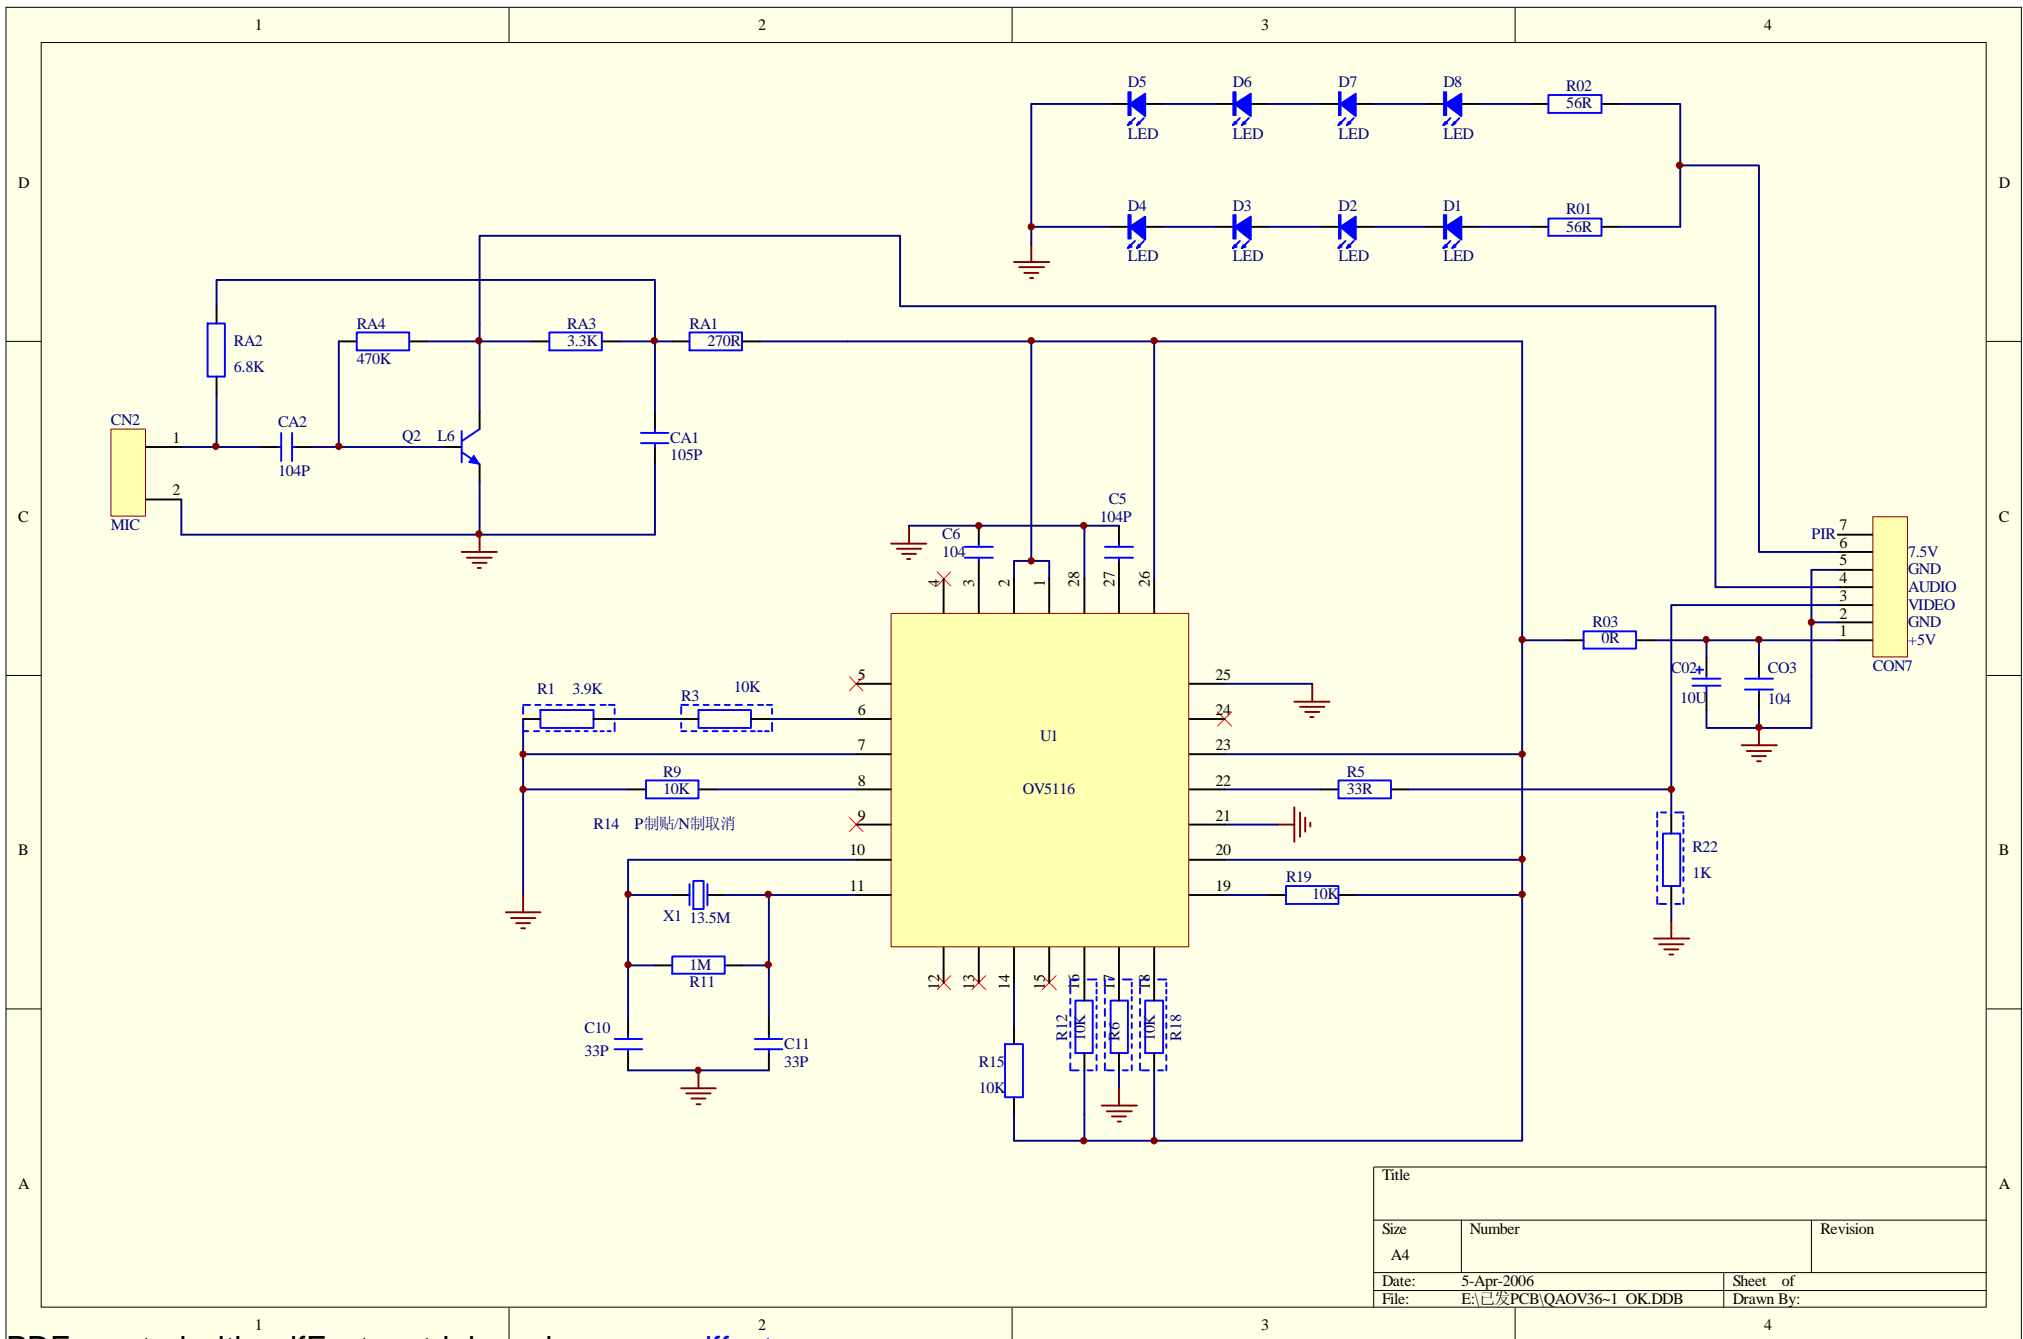 1 2 3 4
D5 D6 D7 D8 R02
56R
LED LED LED LED
D D
D4 D3 D2 D1 R01
56R
LED LED LED LED
RA4 RA3 RA1
RA2 3.3K 270R
470K
6.8K
CN2 CA2
1 Q2 L6 CA1
104P 105P
2
MIC
C C
C5
104P
C6
104
4 3 2 1 28 27 26
PIR 7
6 7.5V
5 GND
4 AUDIO
3 VIDEO
2 GND
1 +5V
CON7
R03
0R
C02 + CO3
10U 104
R1 3.9K R3 10K
5 25
6 24
U1
7 23
R9 R5
10K 8 OV5116 22 33R
R14 P制贴/N制取消 9 21
B B
R22
1K
10 20
11 19 R19
10K
X1 13.5M
1M
R11
12 13 14 15 16 17 18
C10 C11
33P 33P
R12 10K R6 10K R18
R15
10K
A A
Title
Size Number Revision
A4
Date: 5-Apr-2006 Sheet of
File: E:\已发PCB\QAOV36~1 OK.DDB Drawn By:
1 2 3 4